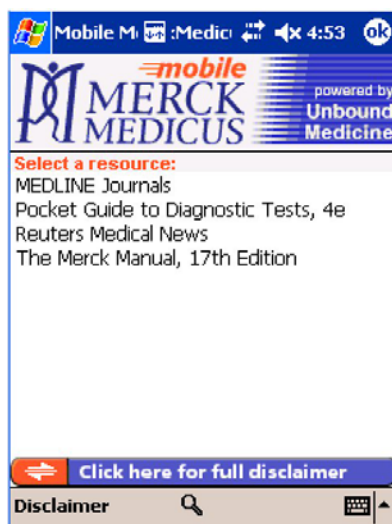 Mobile M :Medic 4:53 ok
mobile
MERCK
MEDICUS
powered by
Unbound
Medicine
Select a resource:
MEDLINE Journals
Pocket Guide to Diagnostic Tests, 4e
Reuters Medical News
The Merck Manual, 17th Edition
Click here for full disclaimer
Disclaimer